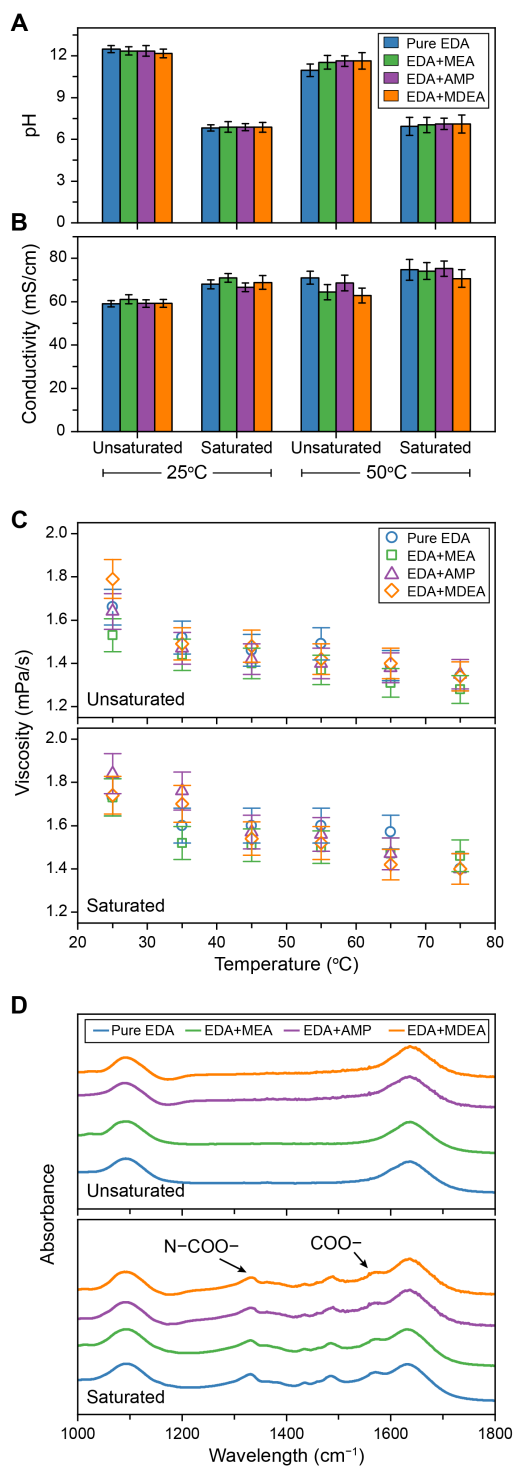 A
12
9
6
3
0
pH
Pure EDA
EDA+MEA
EDA+AMP
EDA+MDEA
B
80
60
40
20
0
Conductivity (mS/cm)
Unsaturated Saturated Unsaturated Saturated
25°C 50°C
C
2.0
1.8
1.6
1.4
1.2
Pure EDA
EDA+MEA
EDA+AMP
EDA+MDEA
Unsaturated
Viscosity (mPa/s)
2.0
1.8
1.6
1.4
1.2
Saturated
20 30 40 50 60 70 80
Temperature (°C)
D
Pure EDA EDA+MEA EDA+AMP EDA+MDEA
Unsaturated
Absorbance
N−COO− COO−
Saturated
1000 1200 1400 1600 1800
Wavelength (cm⁻¹)